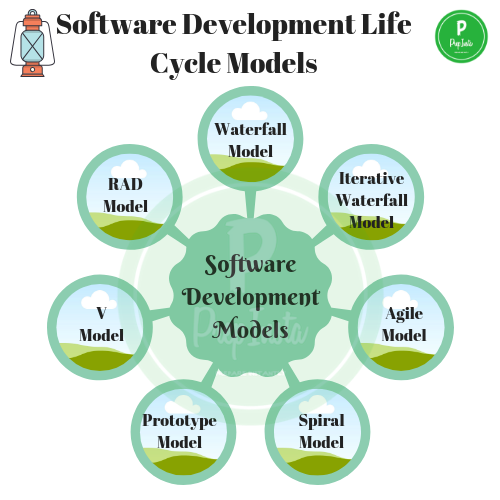 Software Development Life
Cycle Models
P
PupInta
Waterfall
Model
Iterative
Waterfall
Model
Agile
Model
Spiral
Model
Prototype
Model
V
Model
RAD
Model
Software
Development
Models